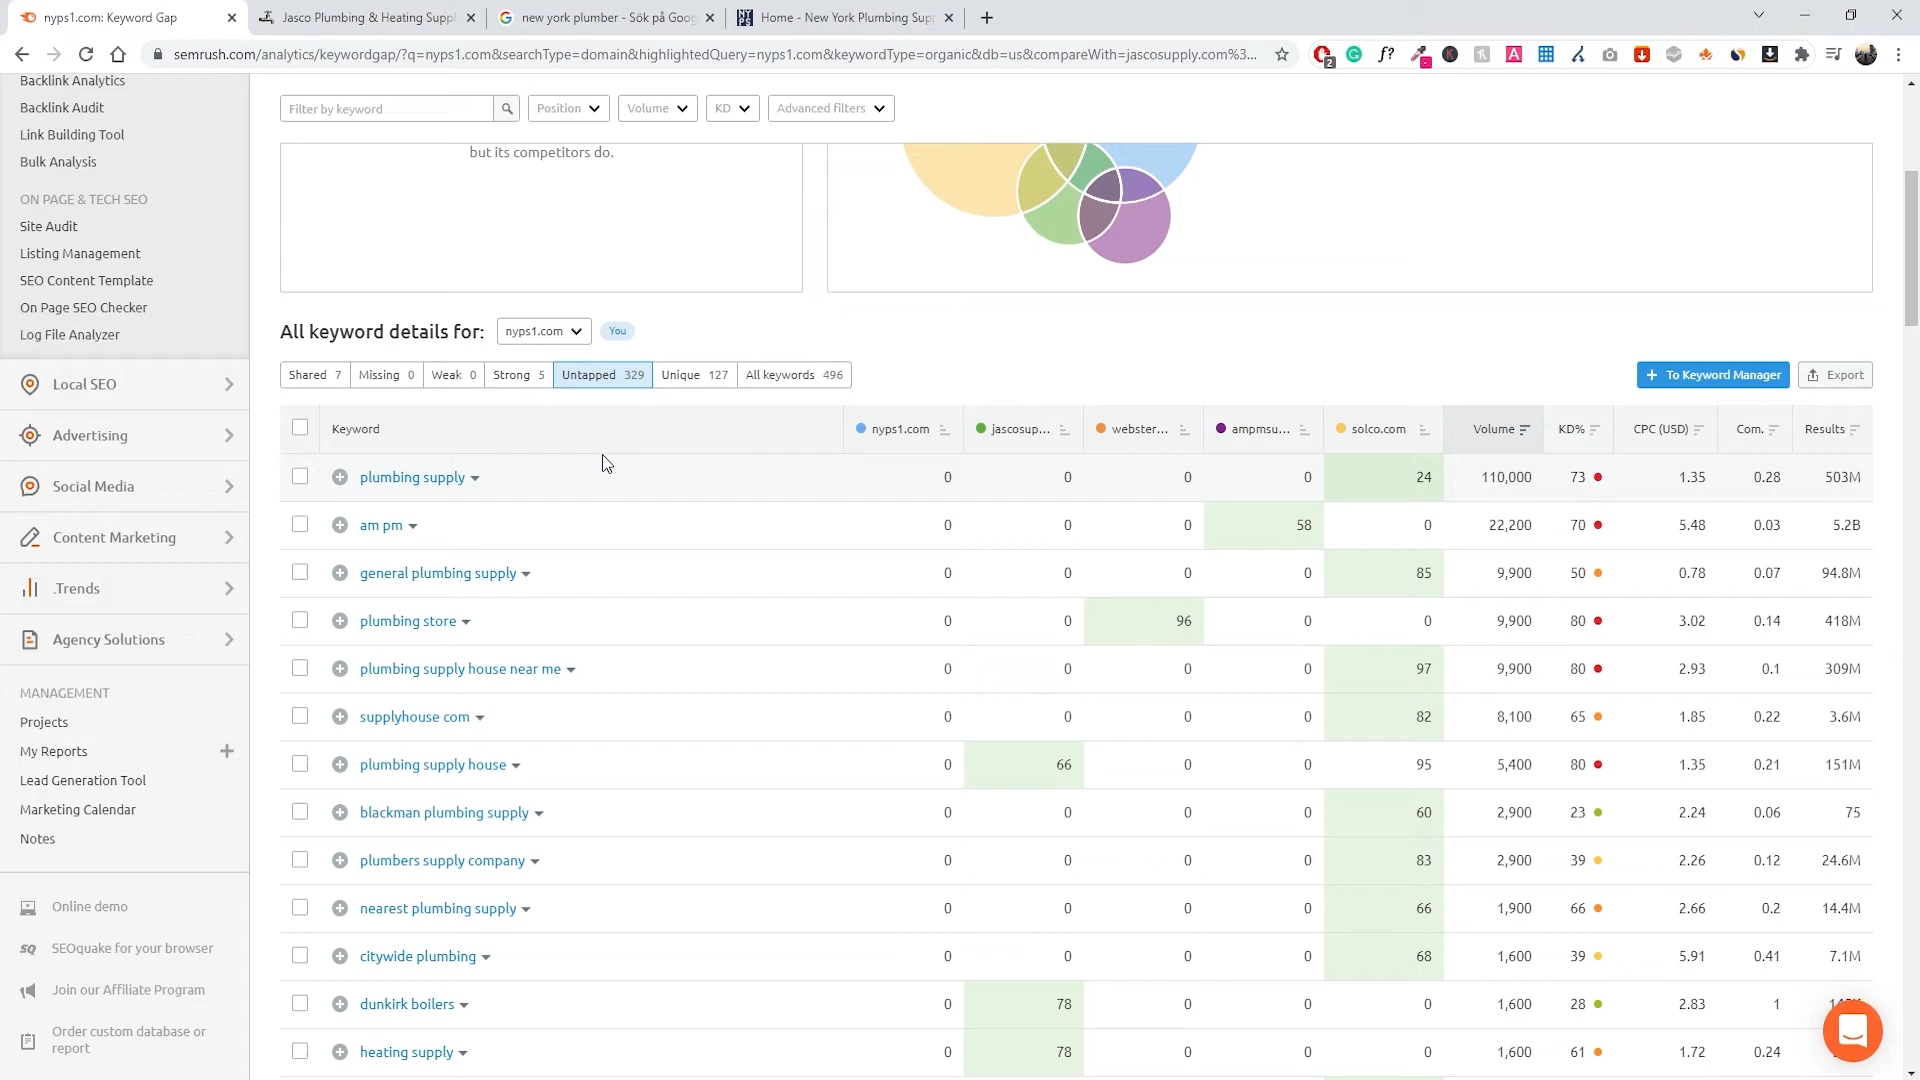 nyps1.com: Keyword Gap
Jasco Plumbing & Heating Suppl
new york plumber - Sök på Goog
Home - New York Plumbing Supp
semrush.com/analytics/keywordgap/?q=nyps1.com&searchType=domain&highlightedQuery=nyps1.com&keywordType=organic&db=us&compareWith=jascosupply.com%3...
Backlink Analytics
Backlink Audit
Link Building Tool
Bulk Analysis
ON PAGE & TECH SEO
Site Audit
Listing Management
SEO Content Template
On Page SEO Checker
Log File Analyzer
Local SEO
Advertising
Social Media
Content Marketing
.Trends
Agency Solutions
MANAGEMENT
Projects
My Reports
Lead Generation Tool
Marketing Calendar
Notes
Online demo
SEOquake for your browser
Join our Affiliate Program
Order custom database or
report
Filter by keyword
Position
Volume
KD
Advanced filters
but its competitors do.
All keyword details for: nyps1.com You
Shared 7 Missing 0 Weak 0 Strong 5 Untapped 329 Unique 127 All keywords 496
+ To Keyword Manager
Export
Keyword nyps1.com jascosup... webster... ampmsu... solco.com Volume KD% CPC (USD) Com. Results
plumbing supply 0 0 0 0 24 110,000 73 1.35 0.28 503M
am pm 0 0 0 58 0 22,200 70 5.48 0.03 5.2B
general plumbing supply 0 0 0 0 85 9,900 50 0.78 0.07 94.8M
plumbing store 0 0 96 0 0 9,900 80 3.02 0.14 418M
plumbing supply house near me 0 0 0 0 97 9,900 80 2.93 0.1 309M
supplyhouse com 0 0 0 0 82 8,100 65 1.85 0.22 3.6M
plumbing supply house 0 66 0 0 95 5,400 80 1.35 0.21 151M
blackman plumbing supply 0 0 0 0 60 2,900 23 2.24 0.06 75
plumbers supply company 0 0 0 0 83 2,900 39 2.26 0.12 24.6M
nearest plumbing supply 0 0 0 0 66 1,900 66 2.66 0.2 14.4M
citywide plumbing 0 0 0 0 68 1,600 39 5.91 0.41 7.1M
dunkirk boilers 0 78 0 0 0 1,600 28 2.83 1
heating supply 0 78 0 0 0 1,600 61 1.72 0.24